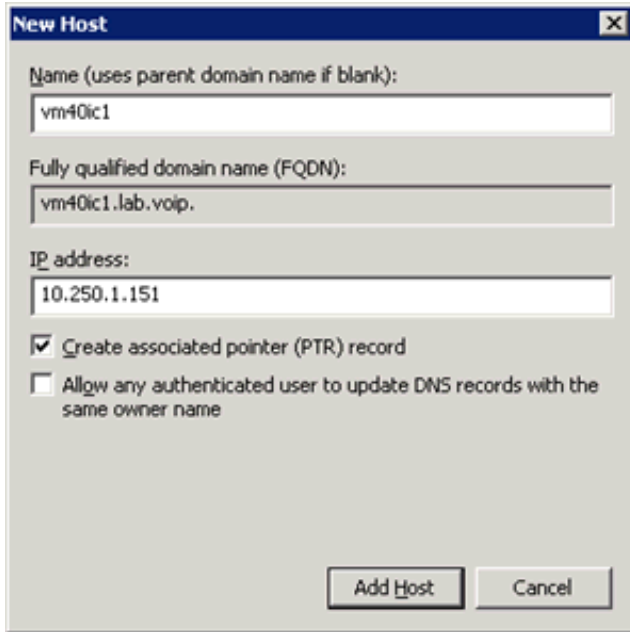 New Host
Name (uses parent domain name if blank):
vm40ic1
Fully qualified domain name (FQDN):
vm40ic1.lab.voip.
IP address:
10.250.1.151
Create associated pointer (PTR) record
Allow any authenticated user to update DNS records with the
same owner name
Add Host
Cancel